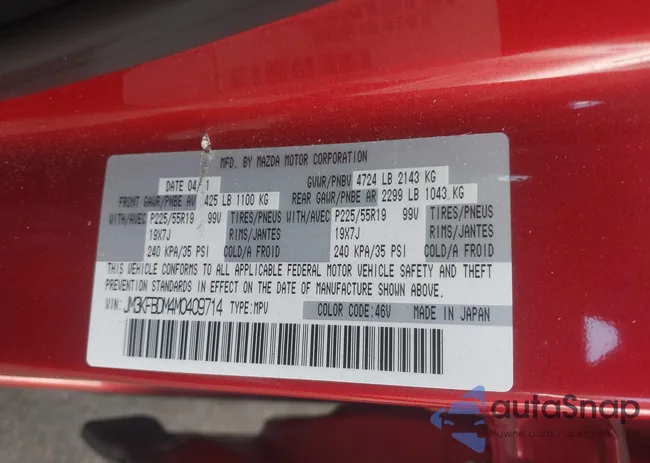 MFD. BY MAZDA MOTOR CORPORATION
DATE 04/ 1 GVWR/PNBV 4724 LB 2143 KG
FRONT GAWR/PNBE AV 425 LB 1100 KG REAR GAWR/PNBE AR 2299 LB 1043 KG
WITH/AVEC P225/55R19 99V TIRES/PNEUS WITH/AVEC P225/55R19 99V TIRES/PNEUS
19X7J RIMS/JANTES 19X7J RIMS/JANTES
240 KPA/35 PSI COLD/A FROID 240 KPA/35 PSI COLD/A FROID
THIS VEHICLE CONFORMS TO ALL APPLICABLE FEDERAL MOTOR VEHICLE SAFETY AND THEFT
PREVENTION STANDARDS IN EFFECT ON THE DATE OF MANUFACTURE SHOWN ABOVE.
VIN: JM3KFBDM4M0409714 TYPE: MPV COLOR CODE: 46V MADE IN JAPAN
autoSnap